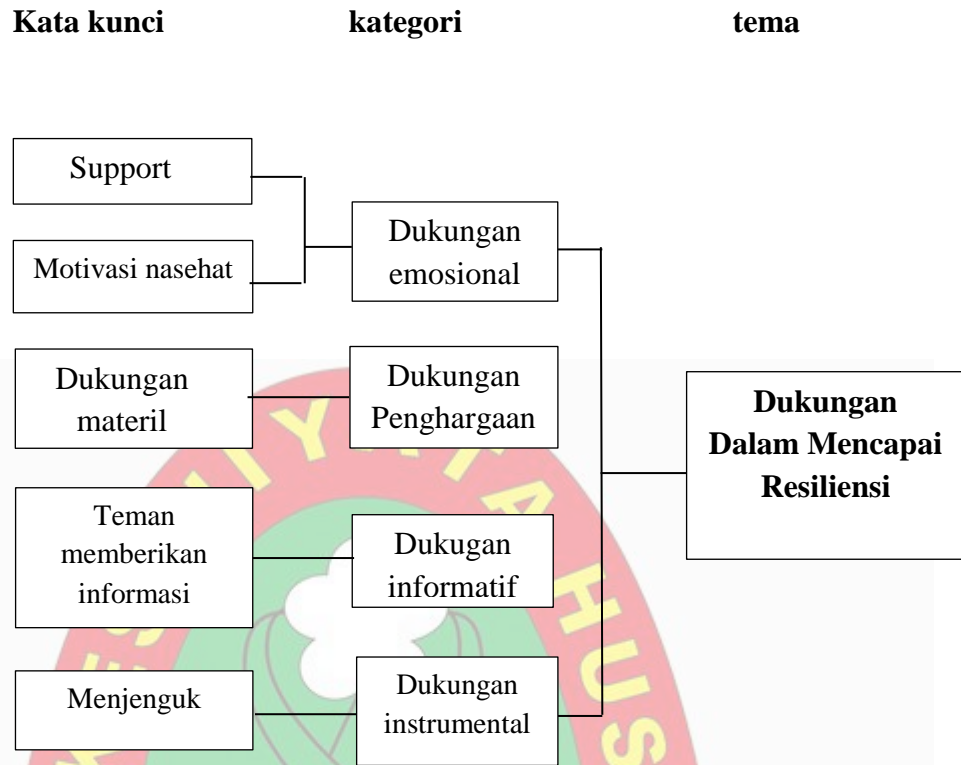 Kata kunci kategori tema
Support
Motivasi nasehat
Dukungan
emosional
Dukungan
materil
Dukungan
Penghargaan
Teman
memberikan
informasi
Dukugan
informatif
Menjenguk
Dukungan
instrumental
Dukungan
Dalam Mencapai
Resiliensi